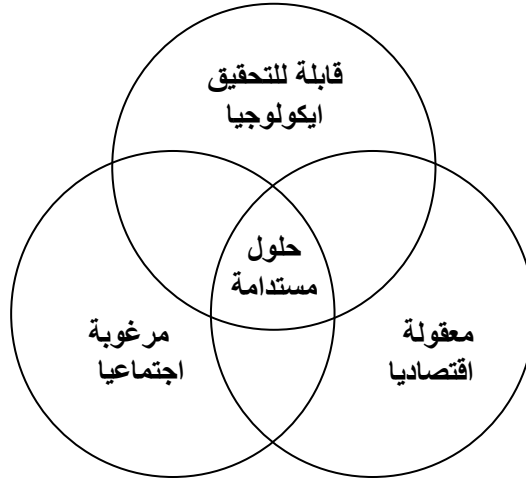 قابلة للتحقيق
ايكولوجيا
حلول
مستدامة
معقولة
اقتصاديا
مرغوبة
اجتماعيا